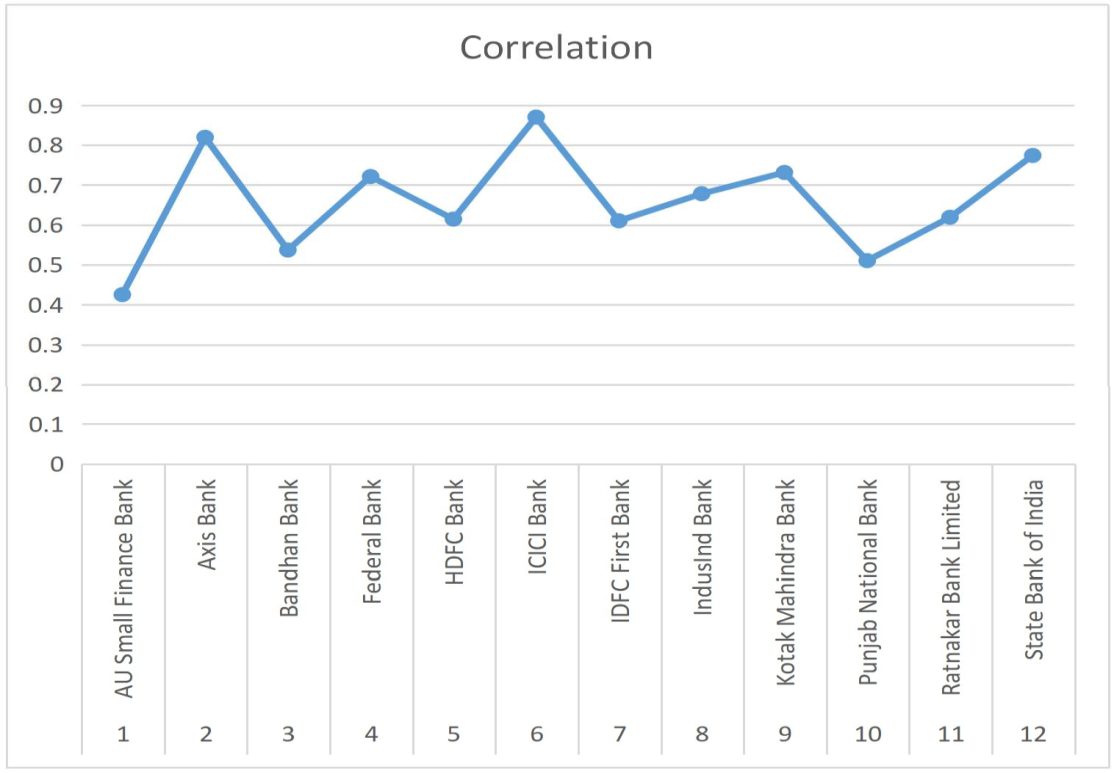 Correlation
0.9
0.8
0.7
0.6
0.5
0.4
0.3
0.2
0.1
0
AU Small Finance Bank
Axis Bank
Bandhan Bank
Federal Bank
HDFC Bank
ICICI Bank
IDFC First Bank
IndusInd Bank
Kotak Mahindra Bank
Punjab National Bank
Ratnakar Bank Limited
State Bank of India
1 2 3 4 5 6 7 8 9 10 11 12